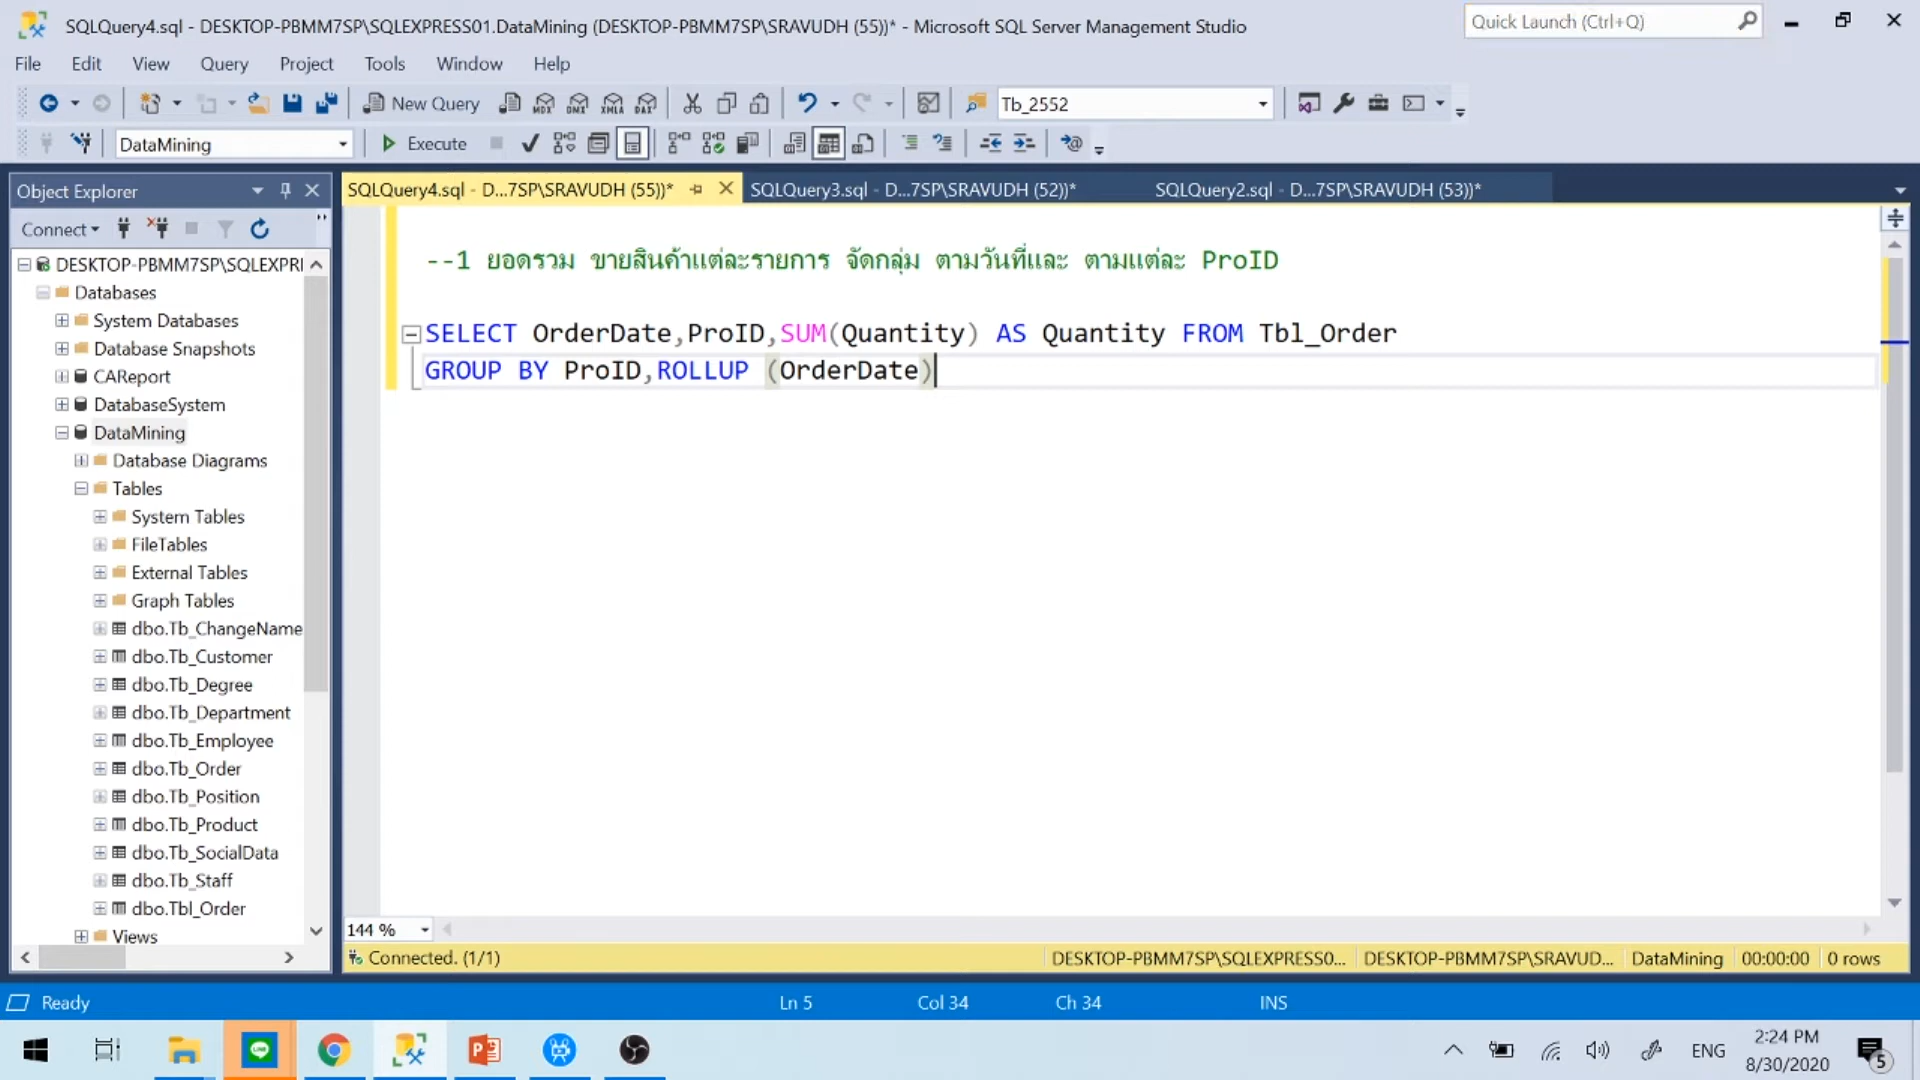 SQLQuery4.sql - DESKTOP-PBMM7SP\SQLEXPRESS01.DataMining (DESKTOP-PBMM7SP\SRAVUDH (55))* - Microsoft SQL Server Management Studio
Quick Launch (Ctrl+Q)
File Edit View Query Project Tools Window Help
New Query
MDX DMX XMLA DAX
Tb_2552
DataMining
Execute
Object Explorer
SQLQuery4.sql - D...7SP\SRAVUDH (55))*
SQLQuery3.sql - D...7SP\SRAVUDH (52))*
SQLQuery2.sql - D...7SP\SRAVUDH (53))*
Connect
DESKTOP-PBMM7SP\SQLEXPRI
Databases
System Databases
Database Snapshots
CAReport
DatabaseSystem
DataMining
Database Diagrams
Tables
System Tables
FileTables
External Tables
Graph Tables
dbo.Tb_ChangeName
dbo.Tb_Customer
dbo.Tb_Degree
dbo.Tb_Department
dbo.Tb_Employee
dbo.Tb_Order
dbo.Tb_Position
dbo.Tb_Product
dbo.Tb_SocialData
dbo.Tb_Staff
dbo.Tbl_Order
Views
--1 ยอดรวม ขายสินค้าแต่ละรายการ จัดกลุ่ม ตามวันที่และ ตามแต่ละ ProID
SELECT OrderDate,ProID,SUM(Quantity) AS Quantity FROM Tbl_Order
GROUP BY ProID,ROLLUP (OrderDate)
144 %
Connected. (1/1)
DESKTOP-PBMM7SP\SQLEXPRESS0...
DESKTOP-PBMM7SP\SRAVUD...
DataMining
00:00:00
0 rows
Ready
Ln 5
Col 34
Ch 34
INS
LINE
ENG
2:24 PM
8/30/2020
5